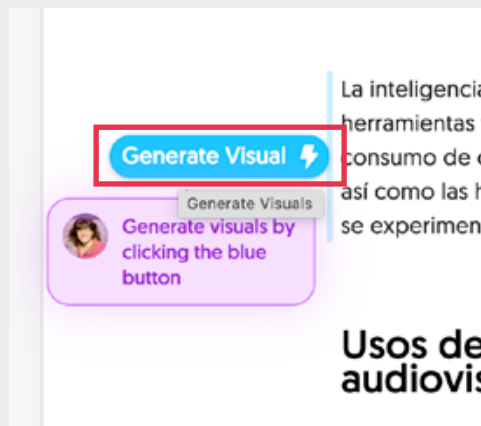 La inteligencia
herramientas
Generate Visual
consumo de
así como las
Generate Visuals
se experimen
Generate visuals by
clicking the blue
button
Usos de
audiovis